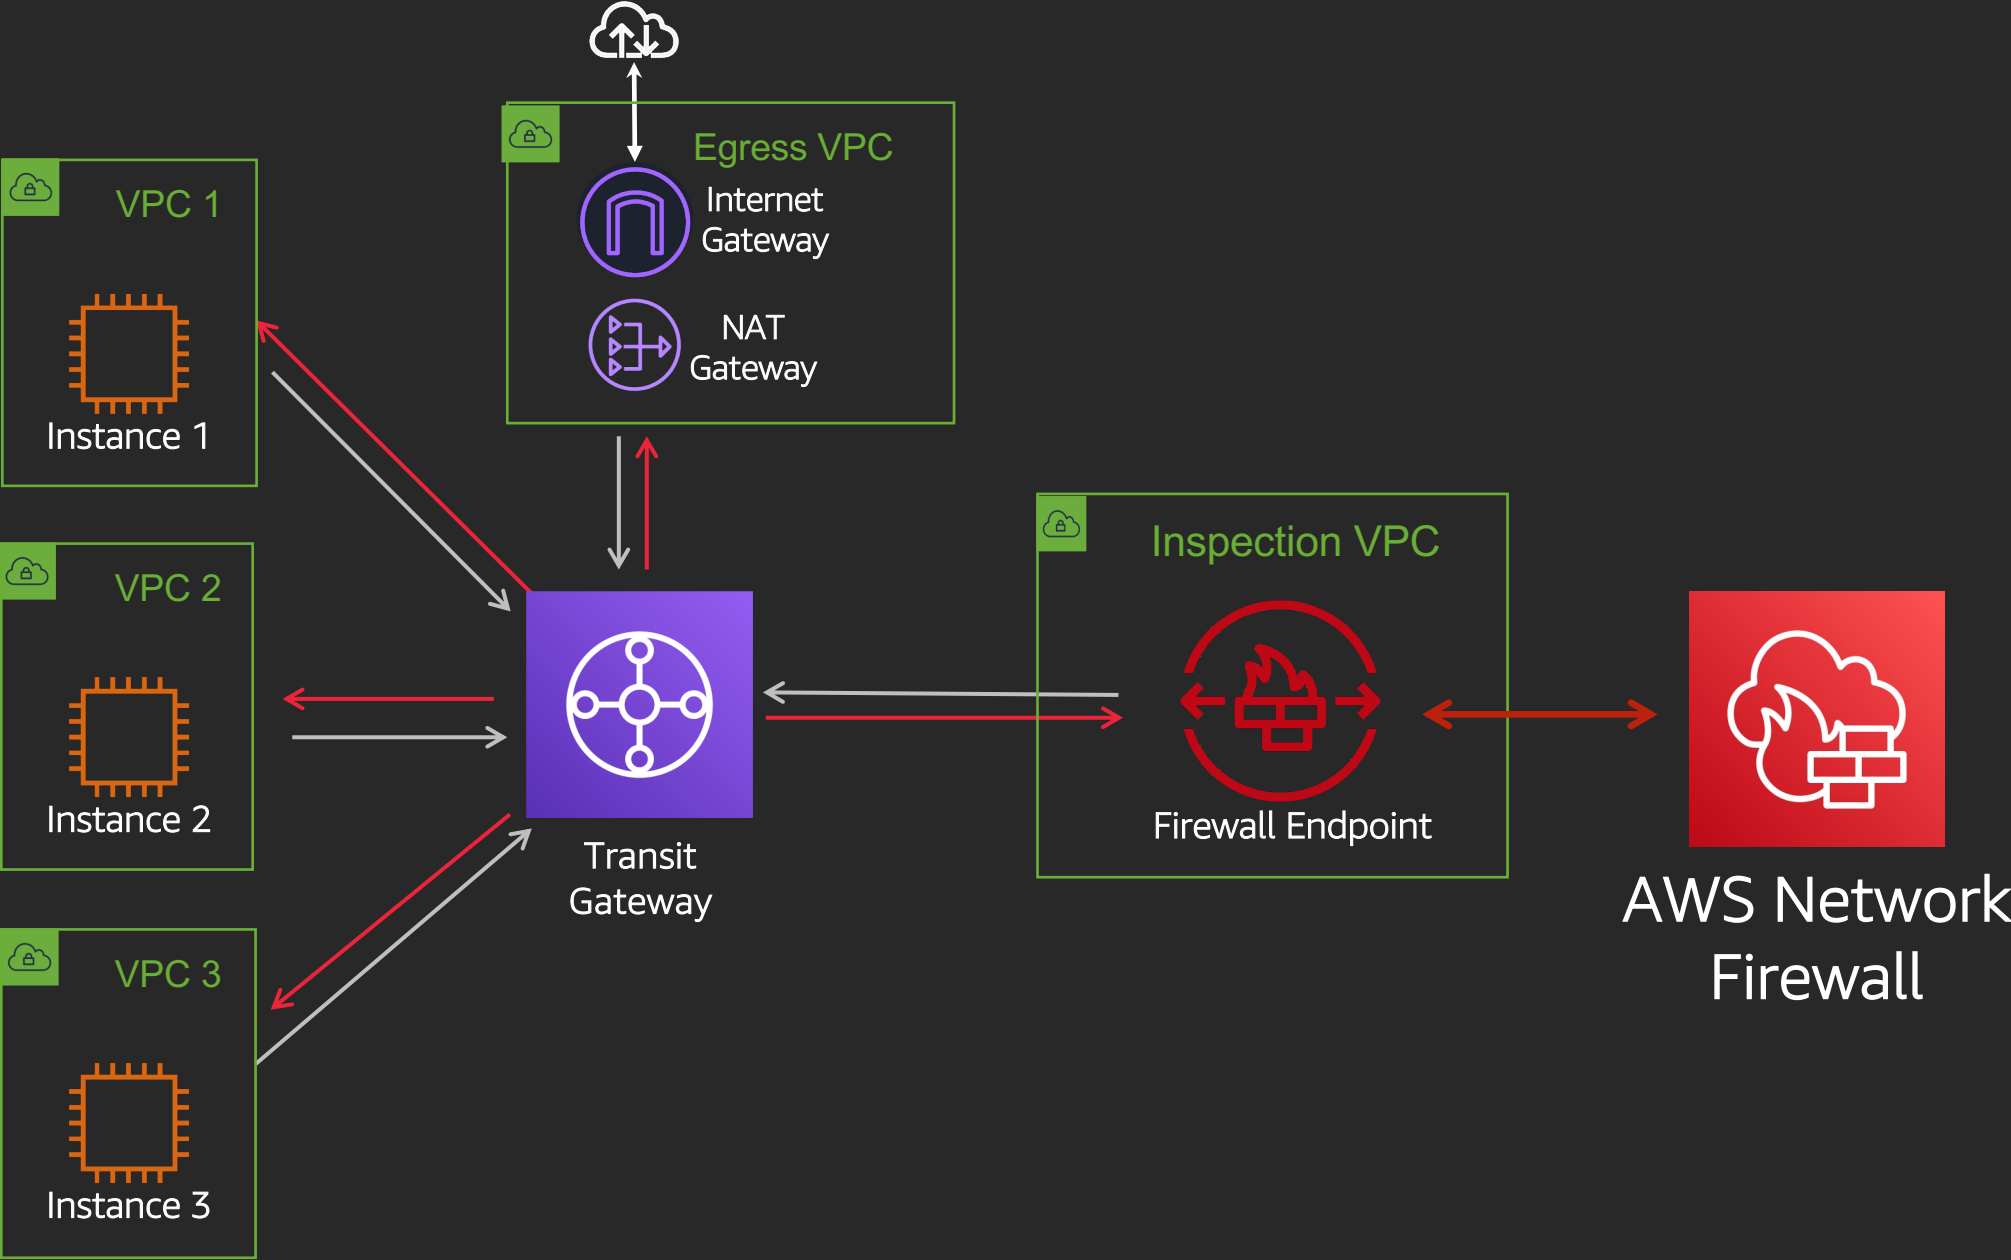 Egress VPC
Internet
Gateway
NAT
Gateway
VPC 1
Instance 1
VPC 2
Instance 2
VPC 3
Instance 3
Transit
Gateway
Inspection VPC
Firewall Endpoint
AWS Network
Firewall